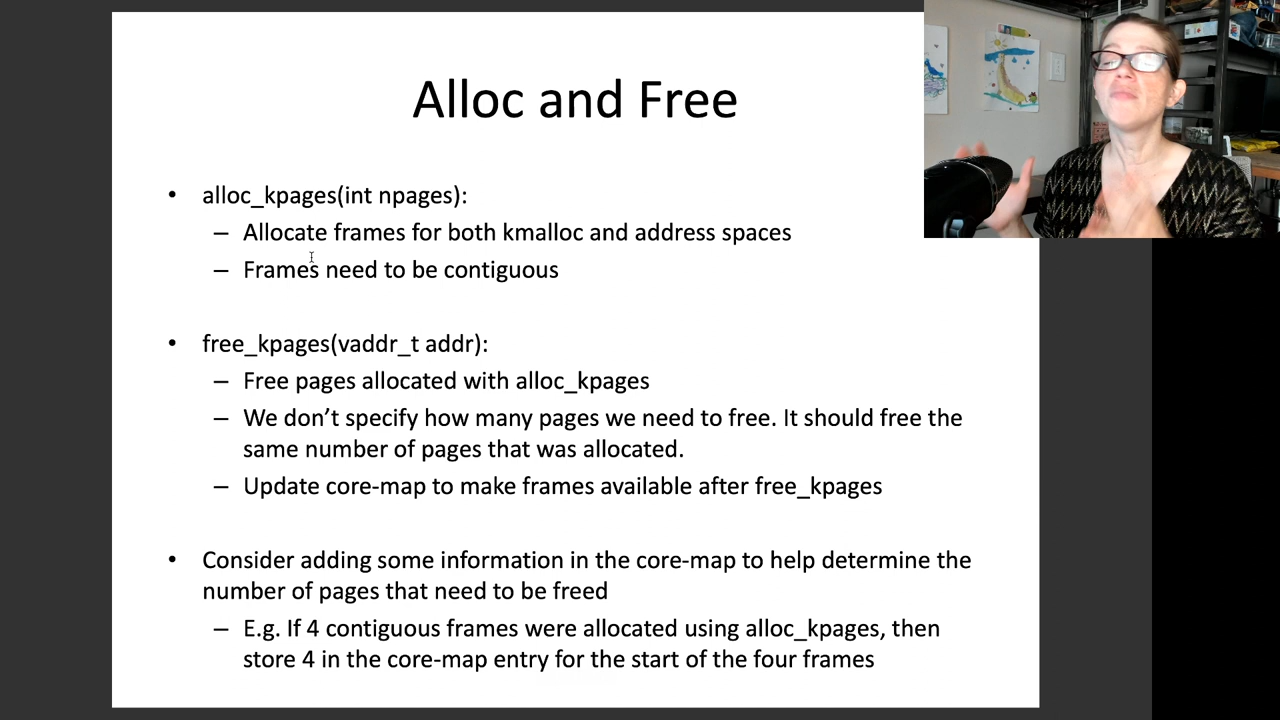 Alloc and Free
• alloc_kpages(int npages):
– Allocate frames for both kmalloc and address spaces
– Frames need to be contiguous
• free_kpages(vaddr_t addr):
– Free pages allocated with alloc_kpages
– We don’t specify how many pages we need to free. It should free the
same number of pages that was allocated.
– Update core-map to make frames available after free_kpages
• Consider adding some information in the core-map to help determine the
number of pages that need to be freed
– E.g. If 4 contiguous frames were allocated using alloc_kpages, then
store 4 in the core-map entry for the start of the four frames